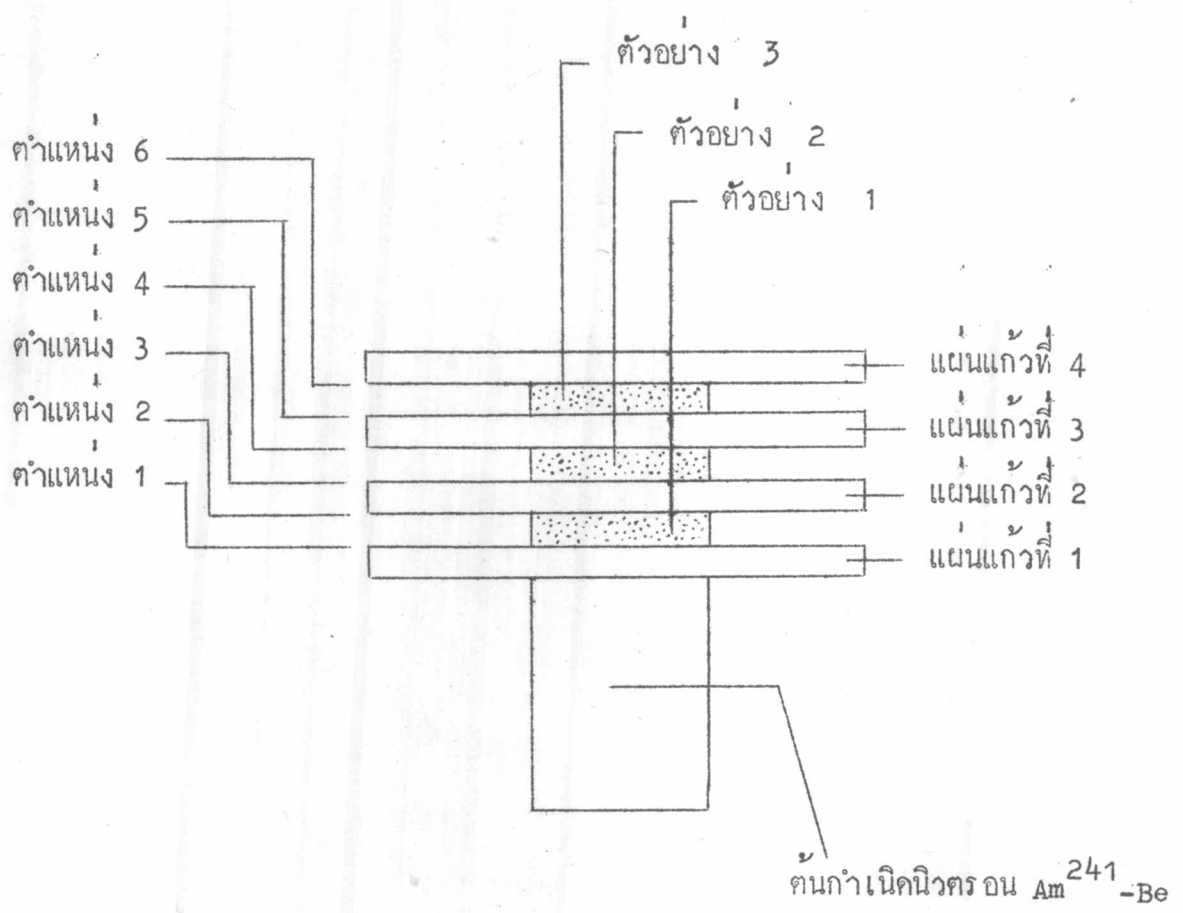 ตัวอย่าง 3
ตัวอย่าง 2
ตัวอย่าง 1
ตำแหน่ง 6
ตำแหน่ง 5
ตำแหน่ง 4
ตำแหน่ง 3
ตำแหน่ง 2
ตำแหน่ง 1
แผ่นแก้วที่ 4
แผ่นแก้วที่ 3
แผ่นแก้วที่ 2
แผ่นแก้วที่ 1
ต้นกำเนิดนิวตรอน Am²⁴¹-Be